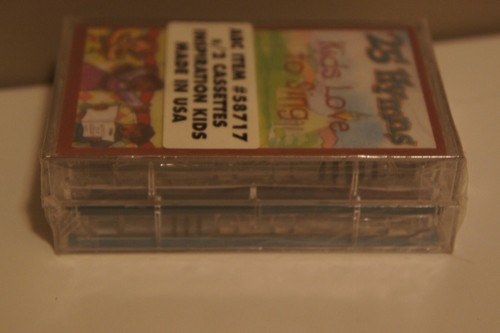 25 Hymns
Kids Love
to Sing!
ABC ITEM #58717
K/2 CASSETTES
INSPIRATION KIDS
MADE IN USA